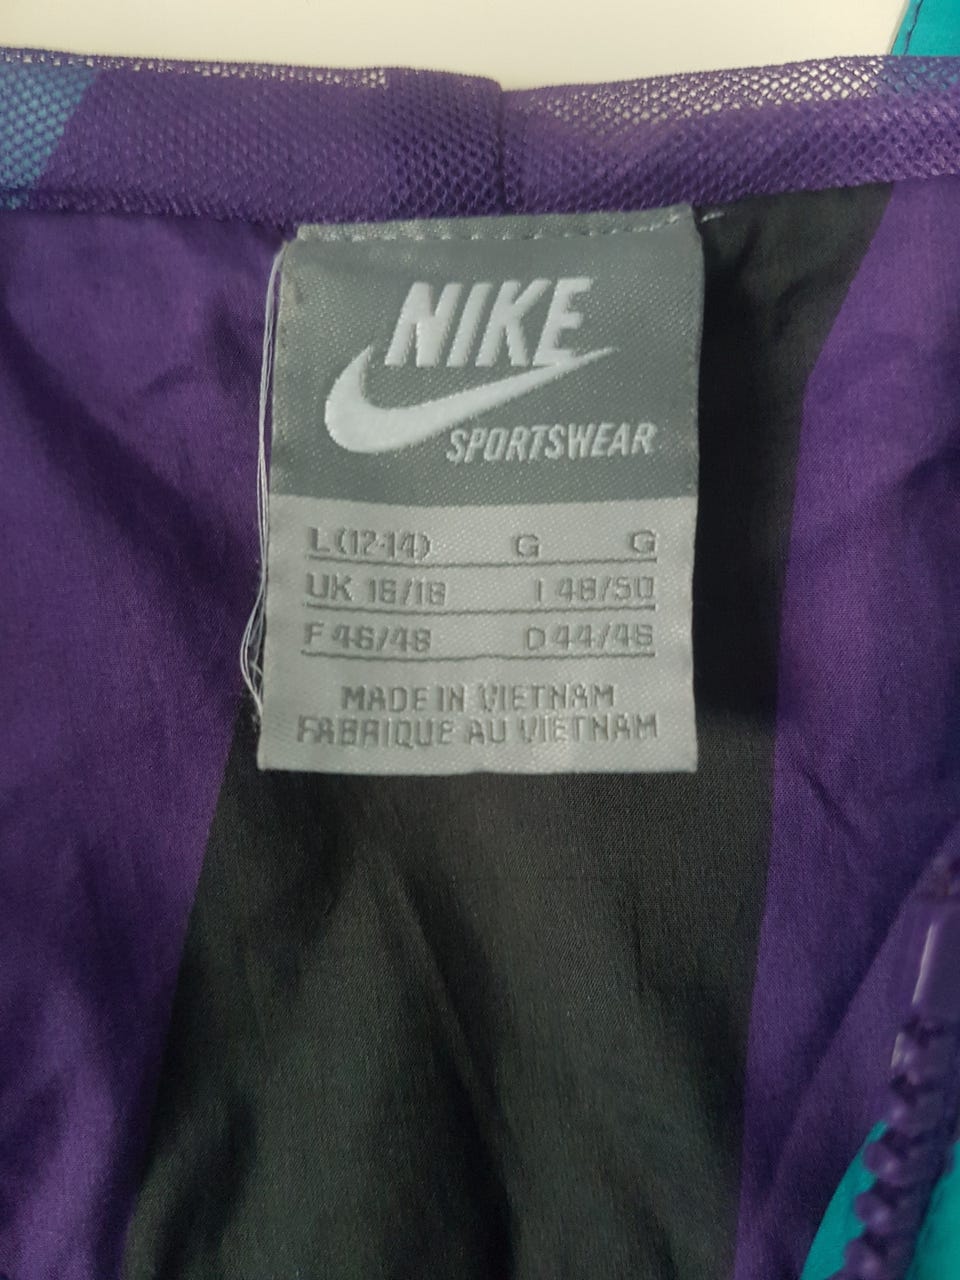 NIKE
SPORTSWEAR
L(12-14) G G
UK 16/18 I 48/50
F 46/48 D 44/46
MADE IN VIETNAM
FABRIQUE AU VIETNAM